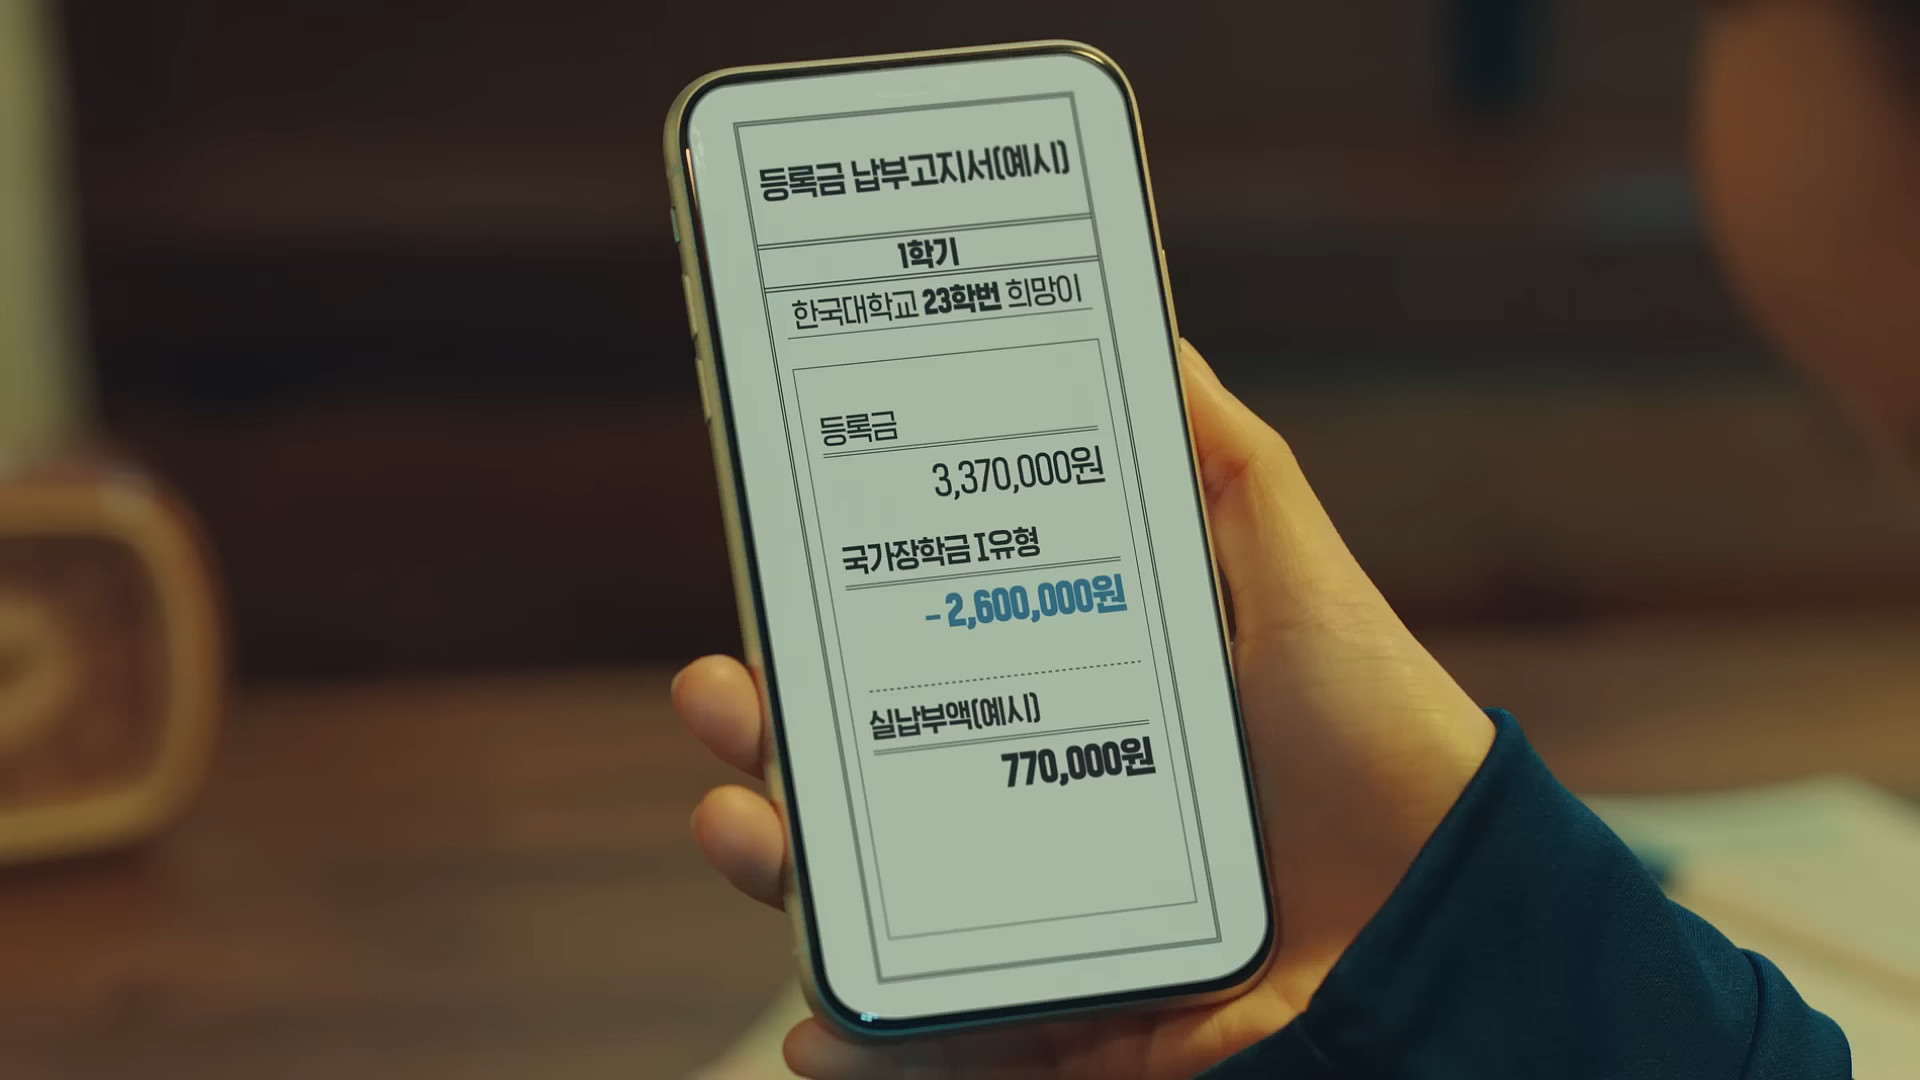 등록금 납부고지서(예시)
1학기
한국대학교 23학번 희망이
등록금
3,370,000원
국가장학금 I유형
- 2,600,000원
실납부액(예시)
770,000원